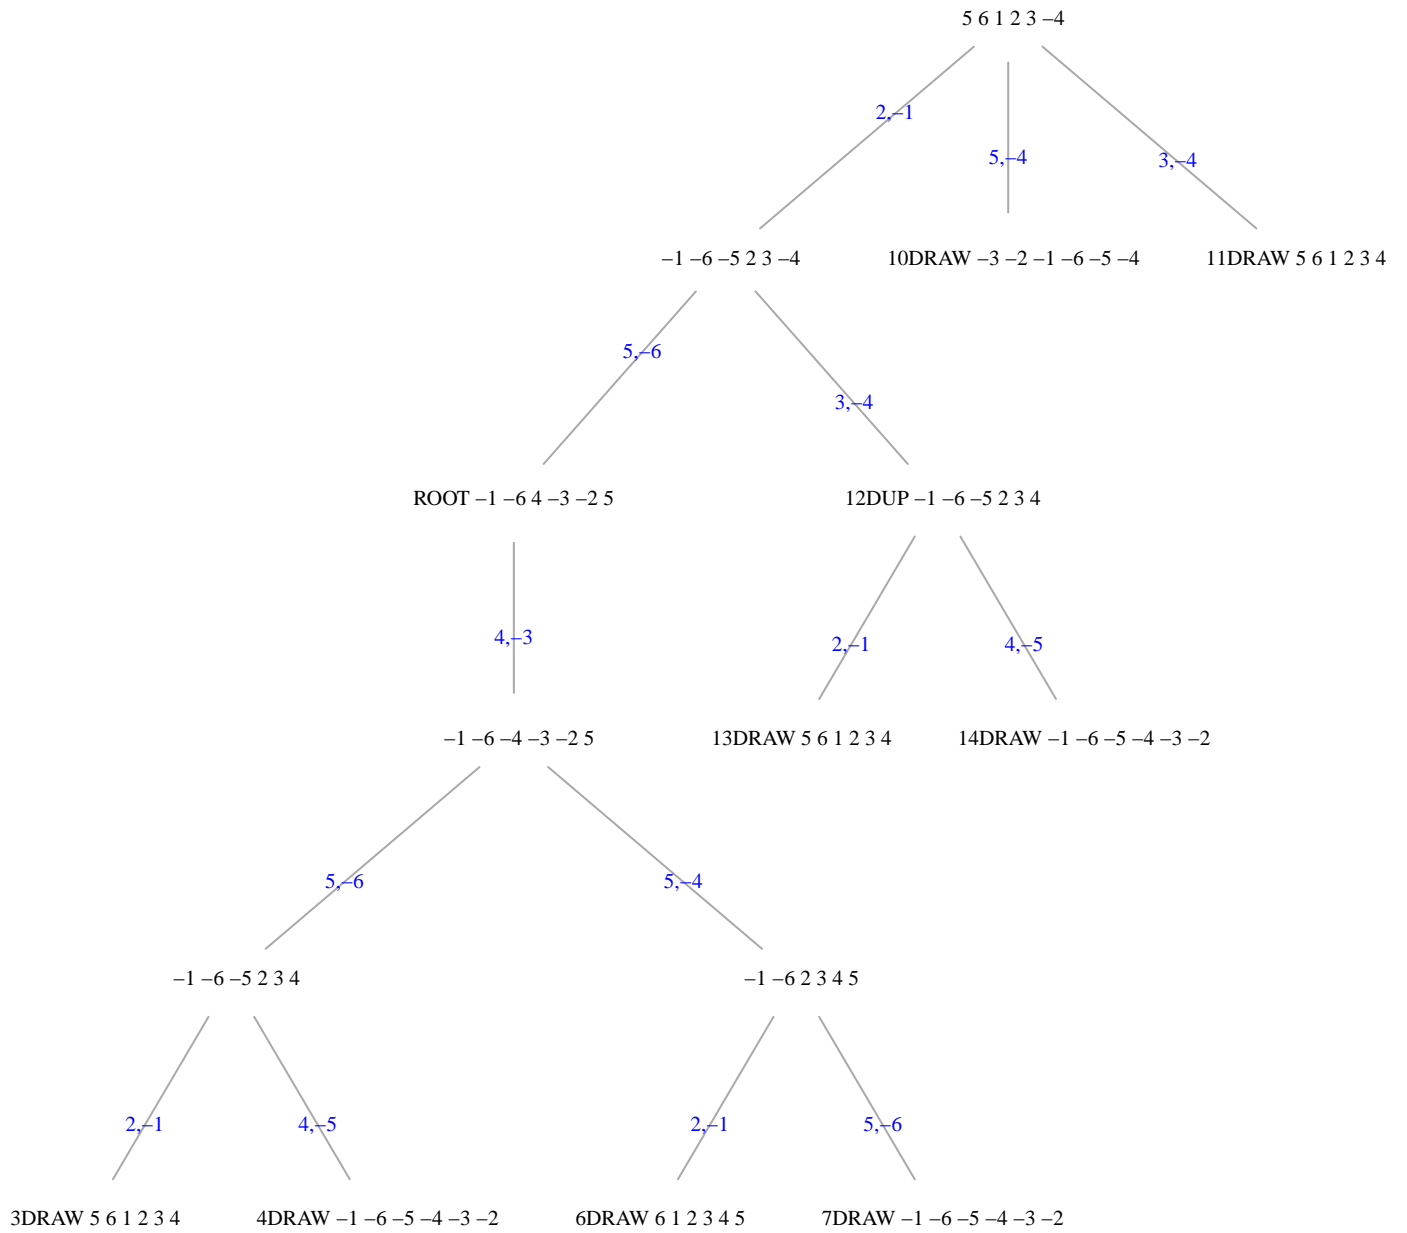 5 6 1 2 3 –4
2,–1
5,–4
3,–4
–1 –6 –5 2 3 –4
10DRAW –3 –2 –1 –6 –5 –4
11DRAW 5 6 1 2 3 4
5,–6
3,–4
ROOT –1 –6 4 –3 –2 5
12DUP –1 –6 –5 2 3 4
4,–3
2,–1
4,–5
–1 –6 –4 –3 –2 5
13DRAW 5 6 1 2 3 4
14DRAW –1 –6 –5 –4 –3 –2
5,–6
5,–4
–1 –6 –5 2 3 4
–1 –6 2 3 4 5
2,–1
4,–5
2,–1
5,–6
3DRAW 5 6 1 2 3 4
4DRAW –1 –6 –5 –4 –3 –2
6DRAW 6 1 2 3 4 5
7DRAW –1 –6 –5 –4 –3 –2